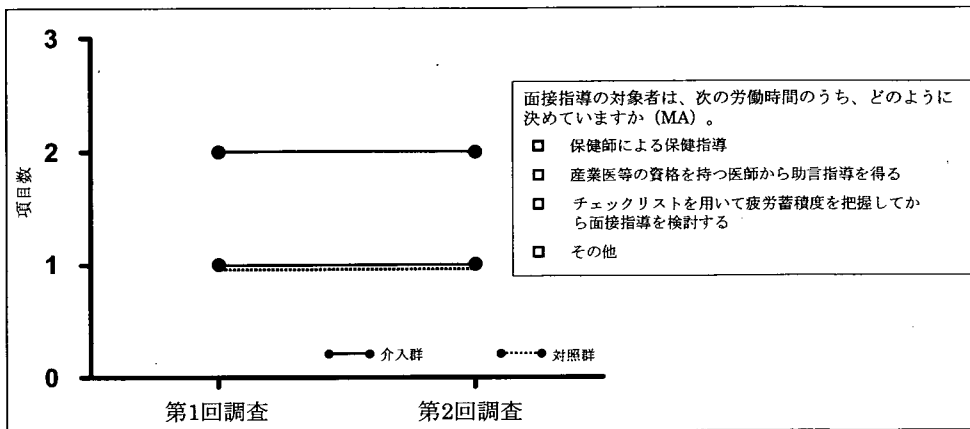 3
2
1
0
項目数
第1回調査
第2回調査
介入群
対照群
面接指導の対象者は、次の労働時間のうち、どのように
決めていますか(MA)。
保健師による保健指導
産業医等の資格を持つ医師から助言指導を得る
チェックリストを用いて疲労蓄積度を把握してか
ら面接指導を検討する
その他